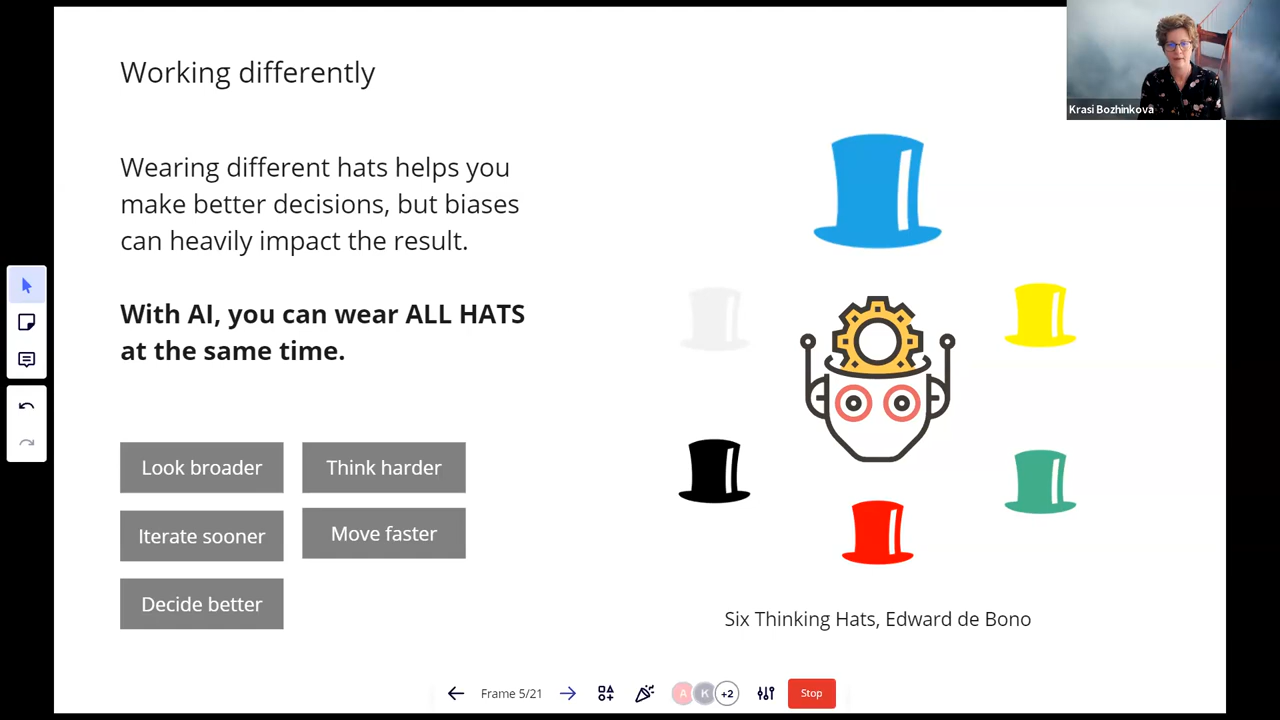 Working differently
Krasi Bozhinkova
Wearing different hats helps you
make better decisions, but biases
can heavily impact the result.
With AI, you can wear ALL HATS
at the same time.
Look broader
Think harder
Iterate sooner
Move faster
Decide better
Six Thinking Hats, Edward de Bono
Frame 5/21
A
K
+2
Stop